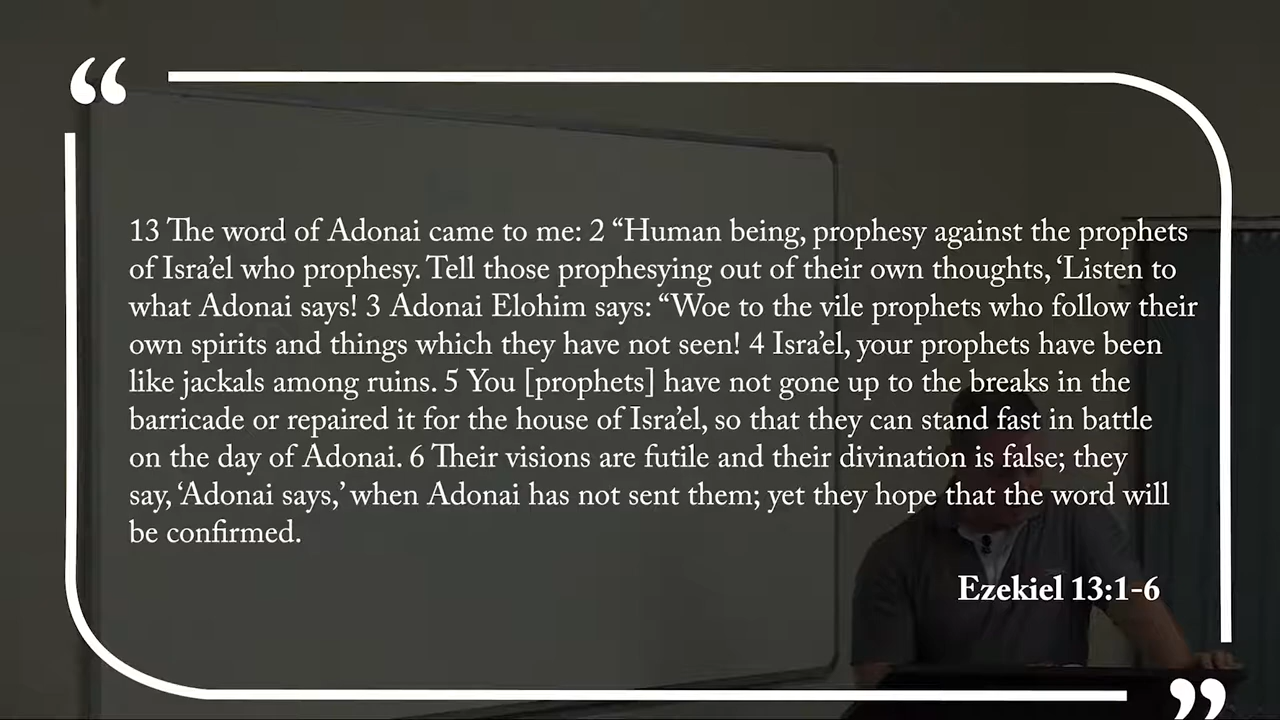 “
13 The word of Adonai came to me: 2 “Human being, prophesy against the prophets
of Isra’el who prophesy. Tell those prophesying out of their own thoughts, ‘Listen to
what Adonai says! 3 Adonai Elohim says: “Woe to the vile prophets who follow their
own spirits and things which they have not seen! 4 Isra’el, your prophets have been
like jackals among ruins. 5 You [prophets] have not gone up to the breaks in the
barricade or repaired it for the house of Isra’el, so that they can stand fast in battle
on the day of Adonai. 6 Their visions are futile and their divination is false; they
say, ‘Adonai says,’ when Adonai has not sent them; yet they hope that the word will
be confirmed.
Ezekiel 13:1-6
”